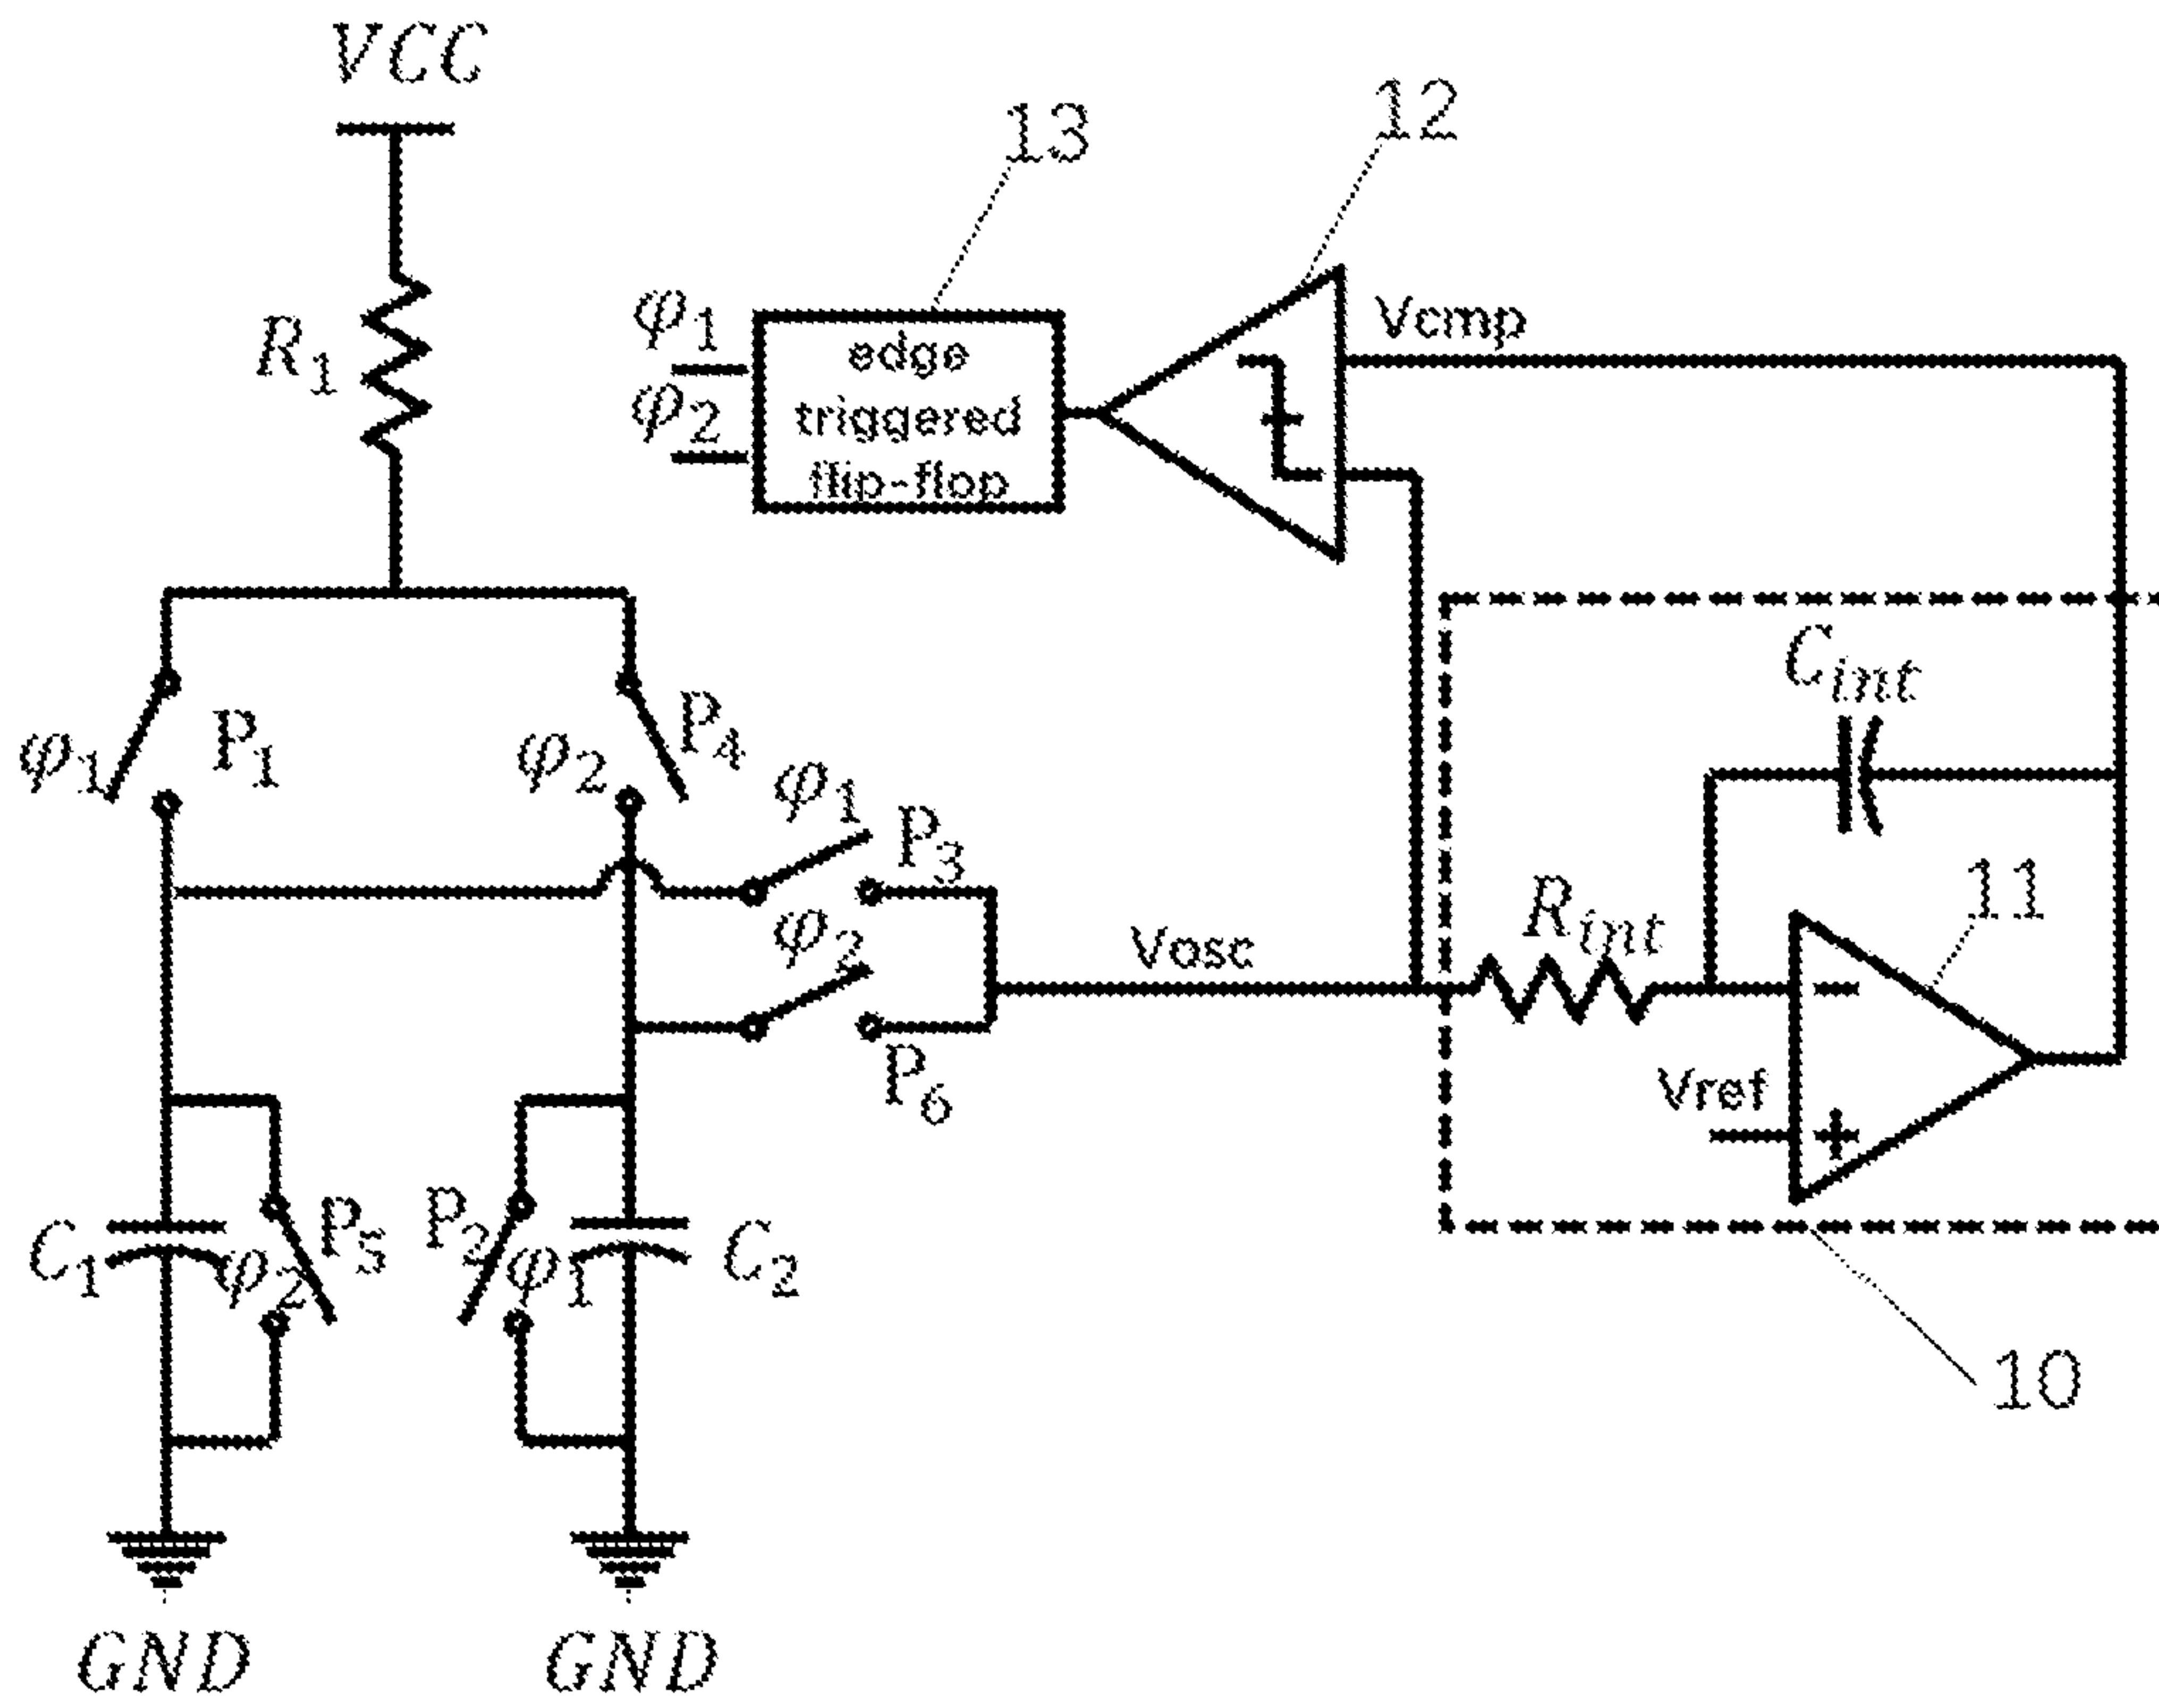 VCC
13
12
R1
φ1
φ2
edge
triggered
flip-flop
Vcmp
+
Cint
φ1
P1
φ2
P4
φ1
P3
φ2
P6
Vosc
Rint
11
-
Vref
+
C1
φ2
P5
P2
φ1
C2
10
GND
GND